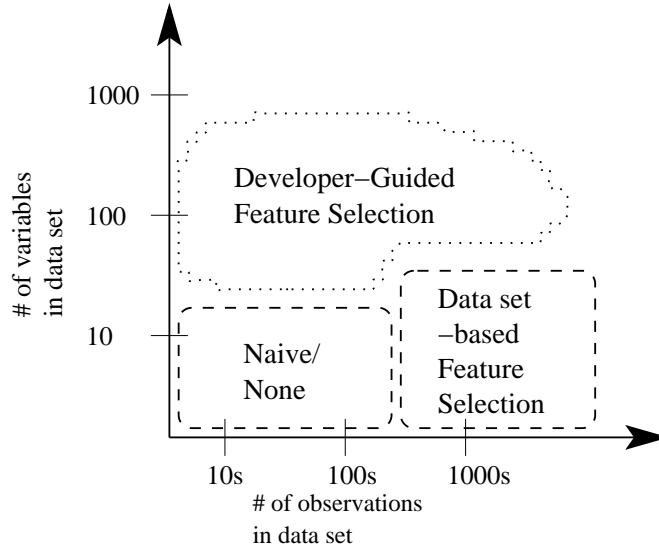 1000
Developer−Guided
Feature Selection
100
# of variables
in data set
10
Data set
−based
Feature
Selection
Naive/
None
10s
100s
1000s
# of observations
in data set